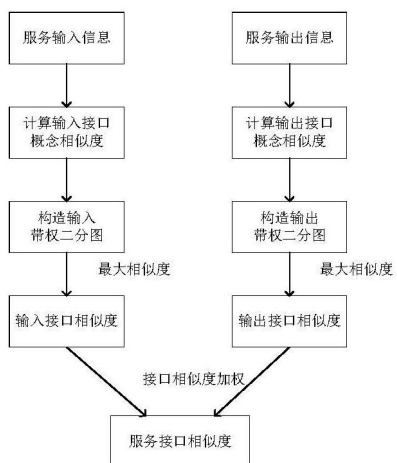 服务输入信息
服务输出信息
计算输入接口
概念相似度
计算输出接口
概念相似度
构造输入
带权二分图
构造输出
带权二分图
最大相似度
最大相似度
输入接口相似度
输出接口相似度
接口相似度加权
服务接口相似度